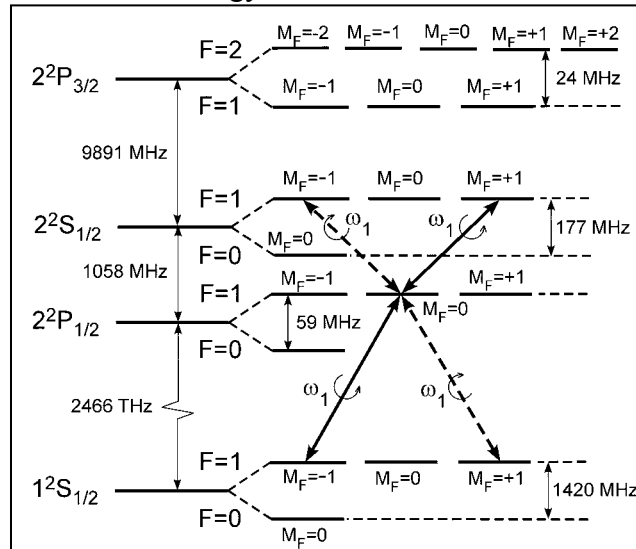 M_F=-2 M_F=-1 M_F=0 M_F=+1 M_F=+2
F=2
2²P₃/₂
24 MHz
F=1
M_F=-1 M_F=0 M_F=+1
9891 MHz
M_F=-1 M_F=0 M_F=+1
F=1
ω₁ ω₁
2²S₁/₂
177 MHz
F=0
M_F=0
1058 MHz
F=1
M_F=-1 M_F=+1
M_F=0
2²P₁/₂
59 MHz
F=0
2466 THz
ω₁ ω₁
F=1
M_F=-1 M_F=0 M_F=+1
1²S₁/₂
1420 MHz
F=0
M_F=0